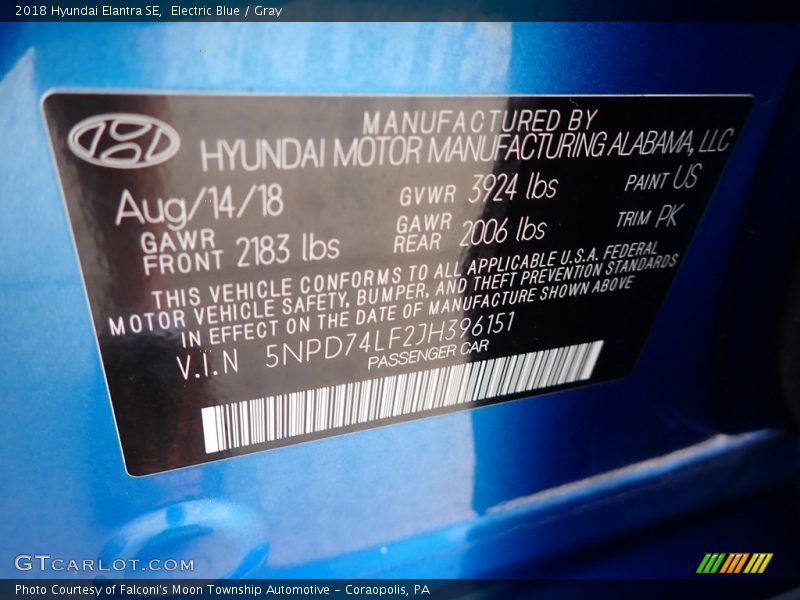 2018 Hyundai Elantra SE,  Electric Blue / Gray
MANUFACTURED BY
HYUNDAI MOTOR MANUFACTURING ALABAMA, LLC
Aug/14/18 GVWR 3924 lbs PAINT US
GAWR FRONT 2183 lbs GAWR REAR 2006 lbs TRIM PK
THIS VEHICLE CONFORMS TO ALL APPLICABLE U.S.A. FEDERAL
MOTOR VEHICLE SAFETY, BUMPER, AND THEFT PREVENTION STANDARDS
IN EFFECT ON THE DATE OF MANUFACTURE SHOWN ABOVE
V.I.N 5NPD74LF2JH396151
PASSENGER CAR
GTCARLOT.COM
Photo Courtesy of Falconi's Moon Township Automotive - Coraopolis, PA